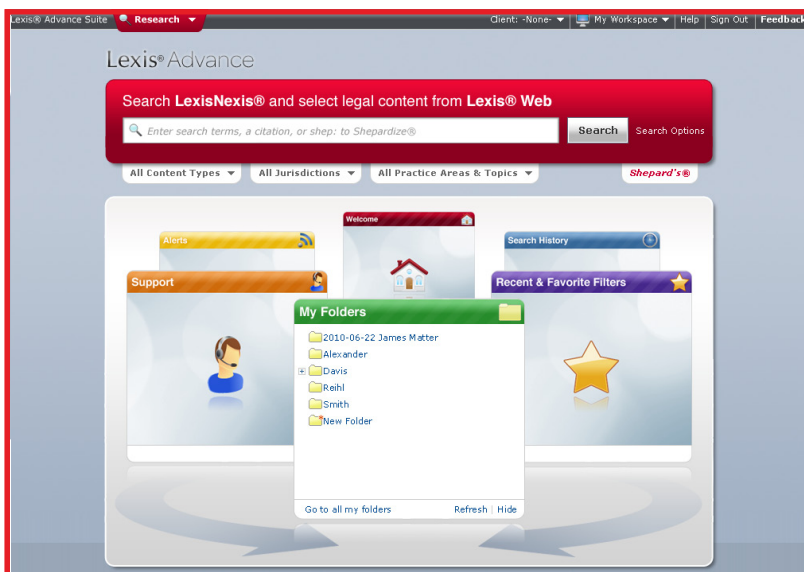 Lexis® Advance Suite Research Client: -None- My Workspace Help Sign Out Feedback
Lexis® Advance
Search LexisNexis® and select legal content from Lexis® Web
Enter search terms, a citation, or shep: to Shepardize® Search Search Options
All Content Types All Jurisdictions All Practice Areas & Topics Shepard's®
Welcome
Alerts Search History
Support Recent & Favorite Filters
My Folders
2010-06-22 James Matter
Alexander
Davis
Reihl
Smith
New Folder
Go to all my folders Refresh | Hide